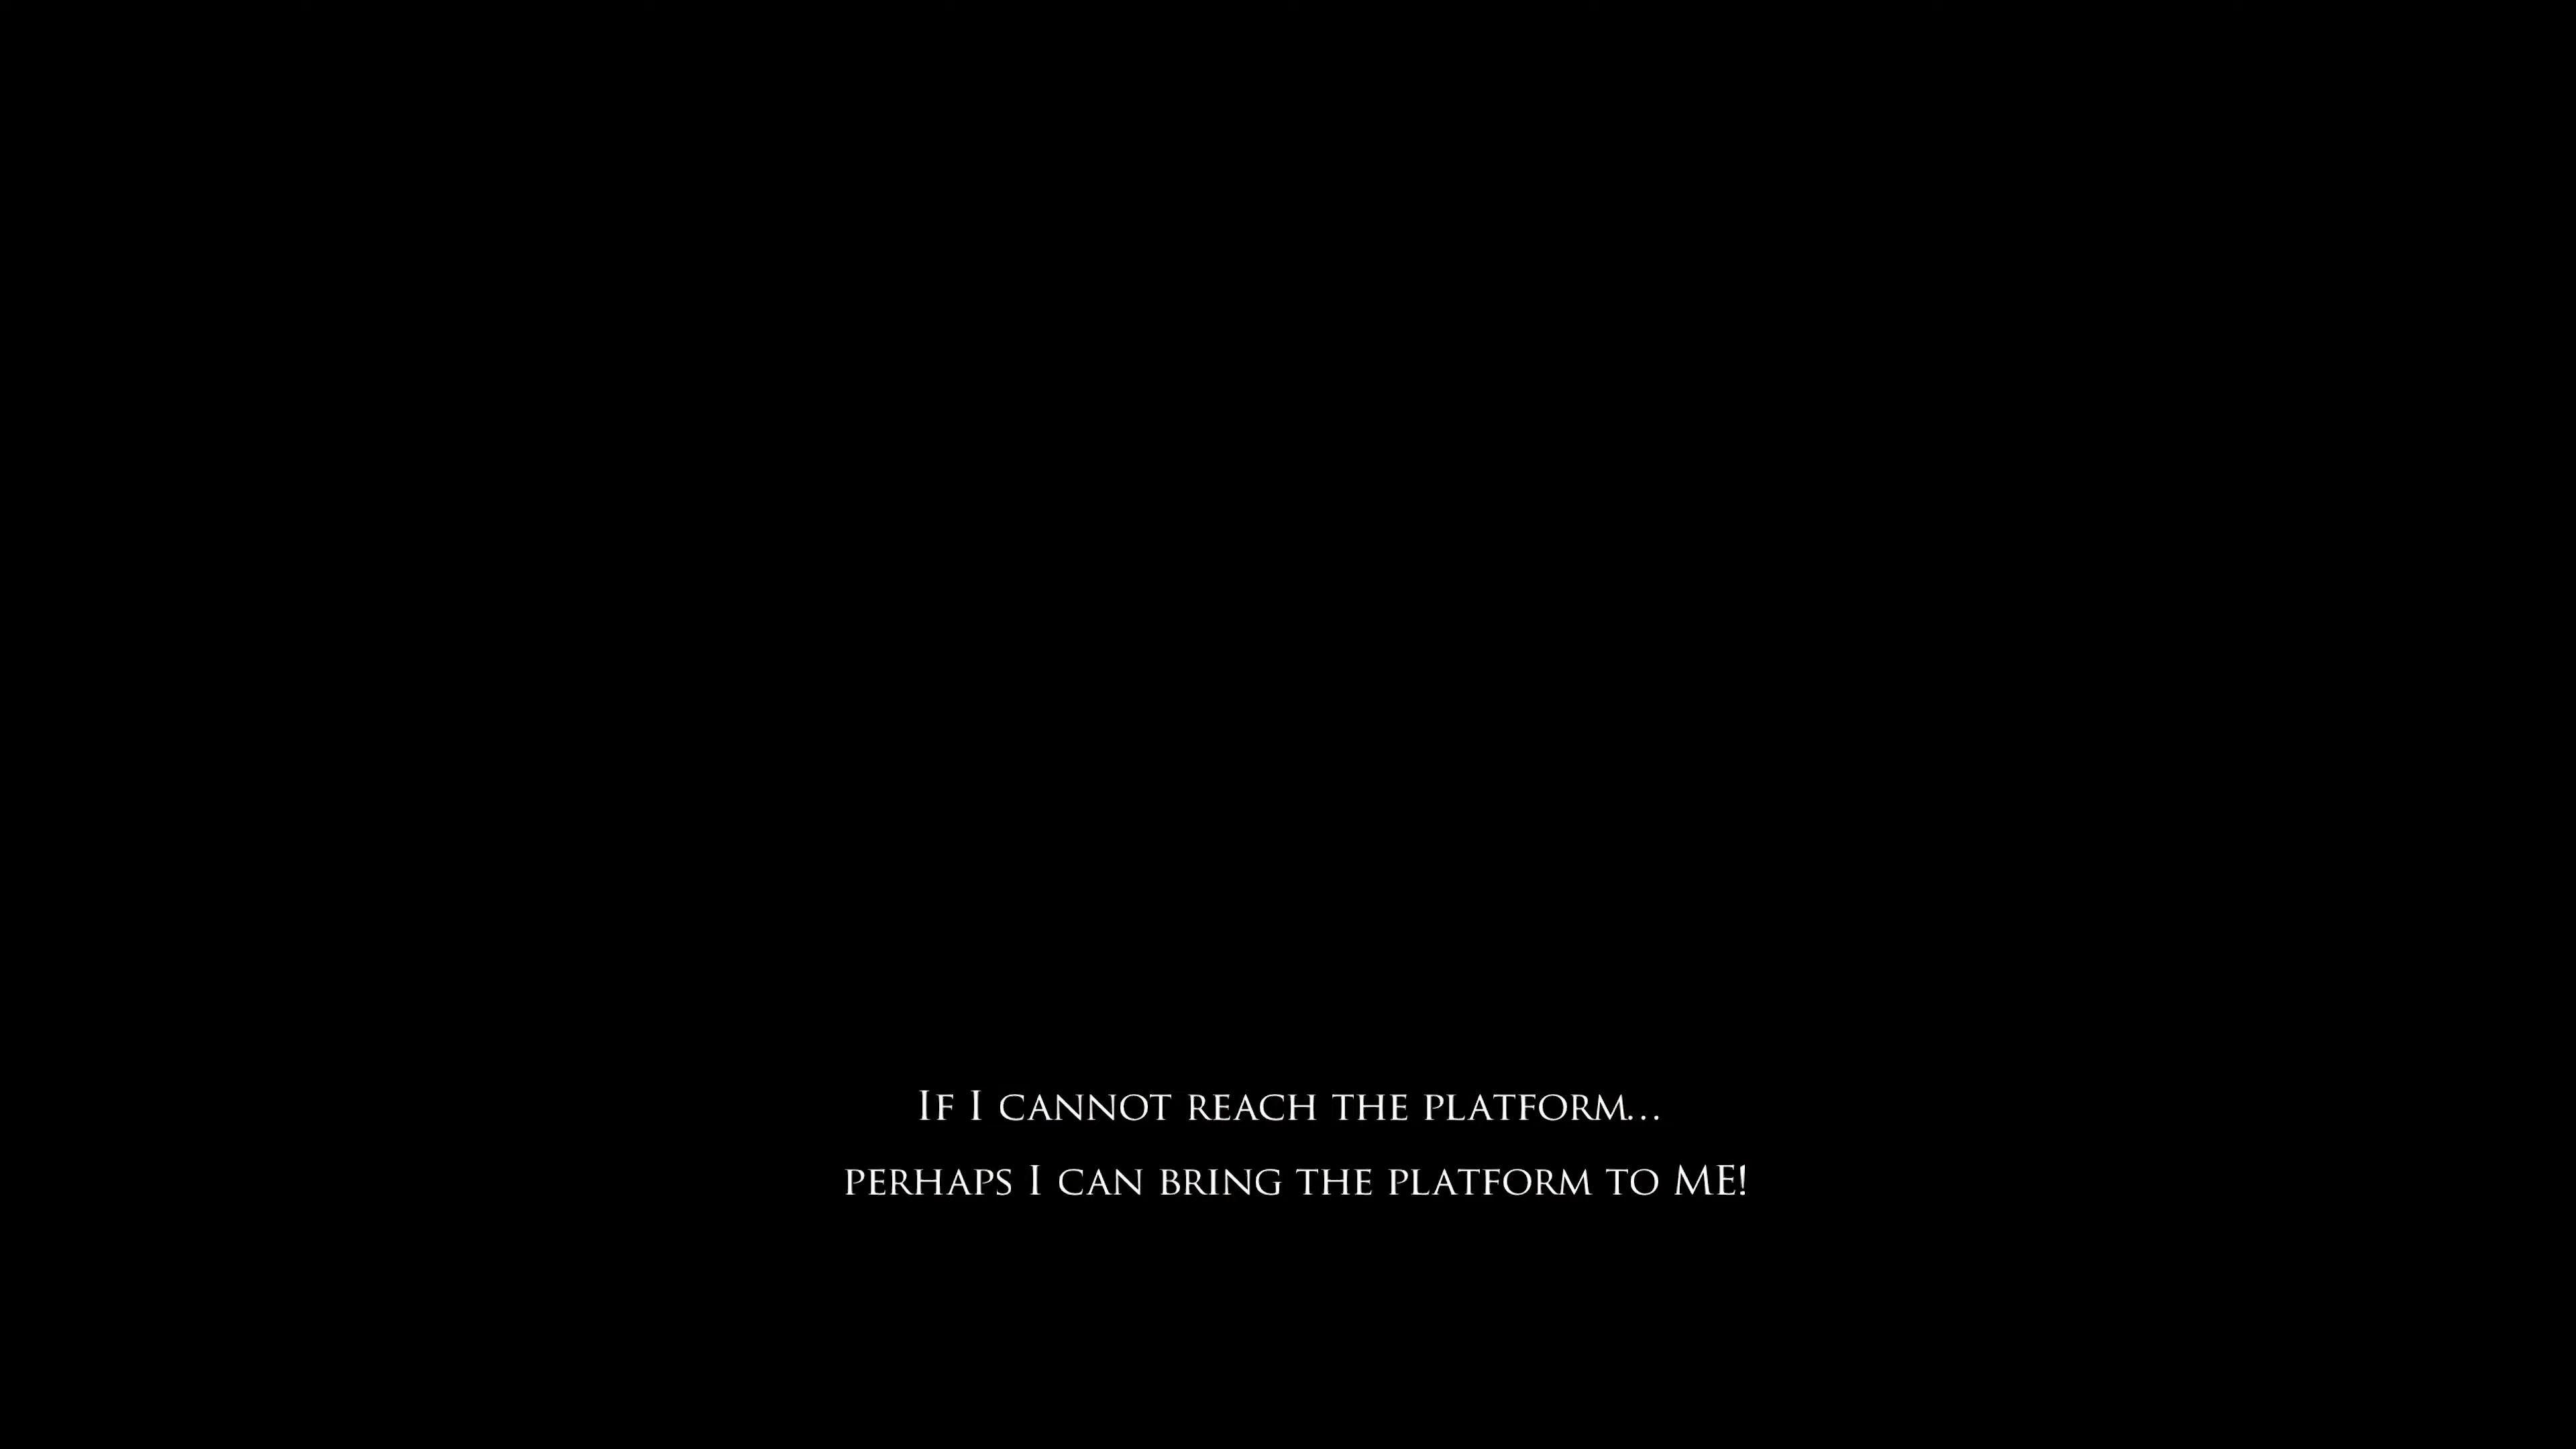 If I cannot reach the platform...
perhaps I can bring the platform to ME!